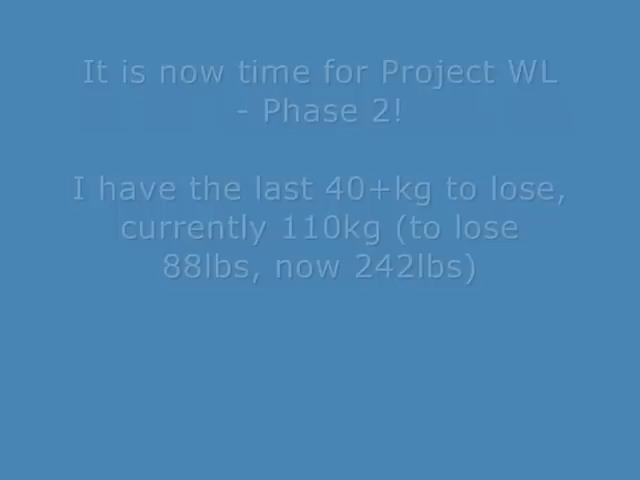 It is now time for Project WL
- Phase 2!
I have the last 40+kg to lose,
currently 110kg (to lose
88lbs, now 242lbs)